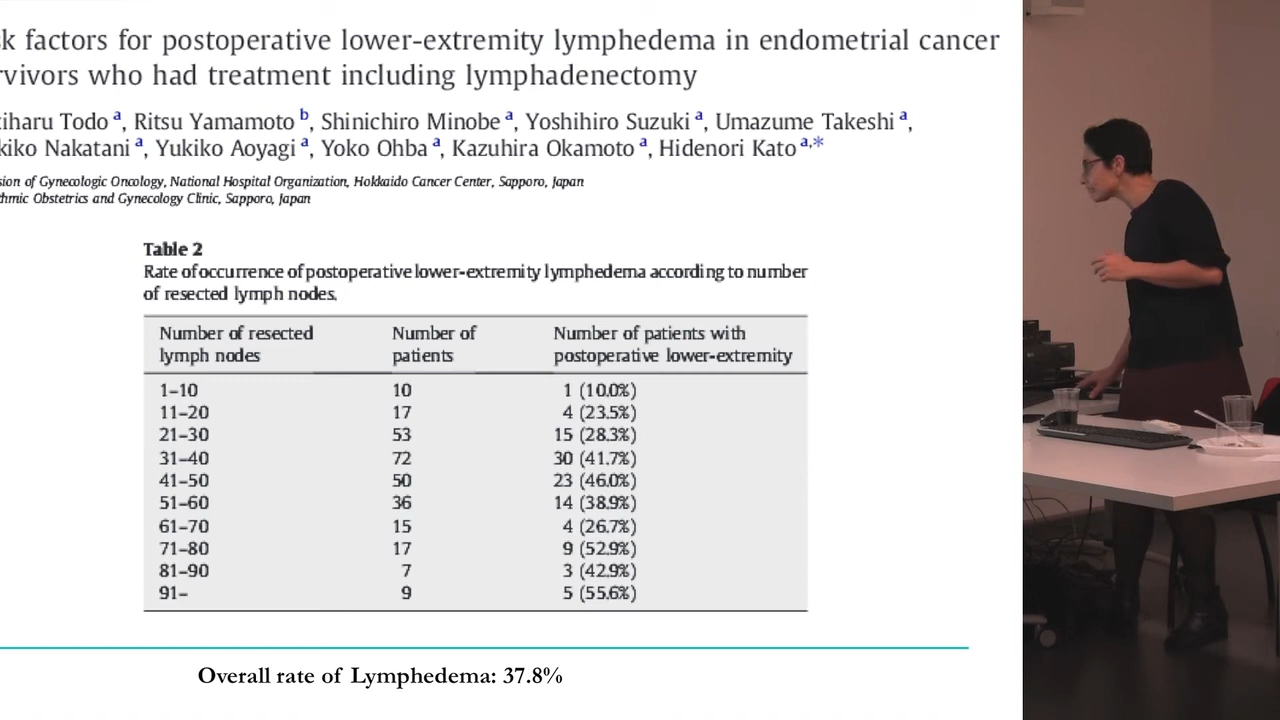 k factors for postoperative lower-extremity lymphedema in endometrial cancer
rvivors who had treatment including lymphadenectomy
iharu Todo a, Ritsu Yamamoto b, Shinichiro Minobe a, Yoshihiro Suzuki a, Umazume Takeshi a,
kiko Nakatani a, Yukiko Aoyagi a, Yoko Ohba a, Kazuhira Okamoto a, Hidenori Kato a,*
sion of Gynecologic Oncology, National Hospital Organization, Hokkaido Cancer Center, Sapporo, Japan
thmic Obstetrics and Gynecology Clinic, Sapporo, Japan
Table 2
Rate of occurrence of postoperative lower-extremity lymphedema according to number
of resected lymph nodes.
Number of resected Number of Number of patients with
lymph nodes patients postoperative lower-extremity
1–10 10 1 (10.0%)
11–20 17 4 (23.5%)
21–30 53 15 (28.3%)
31–40 72 30 (41.7%)
41–50 50 23 (46.0%)
51–60 36 14 (38.9%)
61–70 15 4 (26.7%)
71–80 17 9 (52.9%)
81–90 7 3 (42.9%)
91– 9 5 (55.6%)
Overall rate of Lymphedema: 37.8%